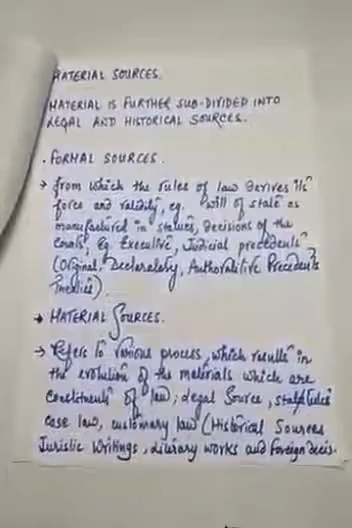 MATERIAL SOURCES.
MATERIAL IS FURTHER SUB-DIVIDED INTO
LEGAL AND HISTORICAL SOURCES.
. FORMAL SOURCES .
→ from which the rules of law derives its
force and validity, eg. will of state as
manufactured in statues, decisions of the
Courts, eg. Executive, Judicial precedents
(Original, Declaratory, Authoratitive Precedents
Treaties)
→ MATERIAL SOURCES.
→ Refers to various process, which results in
the evolution of the materials which are
constituents of law; Legal Source,
case law, customary law (Historical Sources
Juristic Writings, literary works and foreign decis.